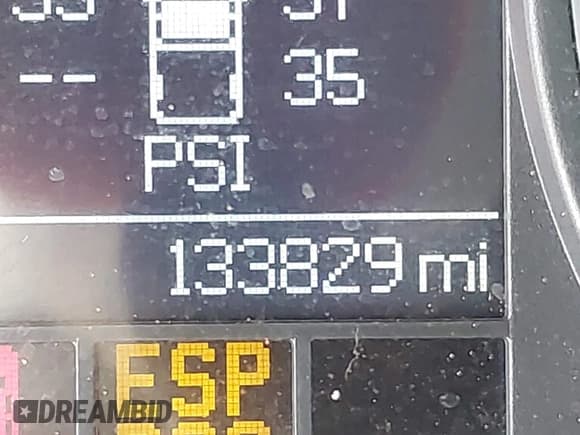 -- 35
PSI
133829 mi
ESP
DREAMBID